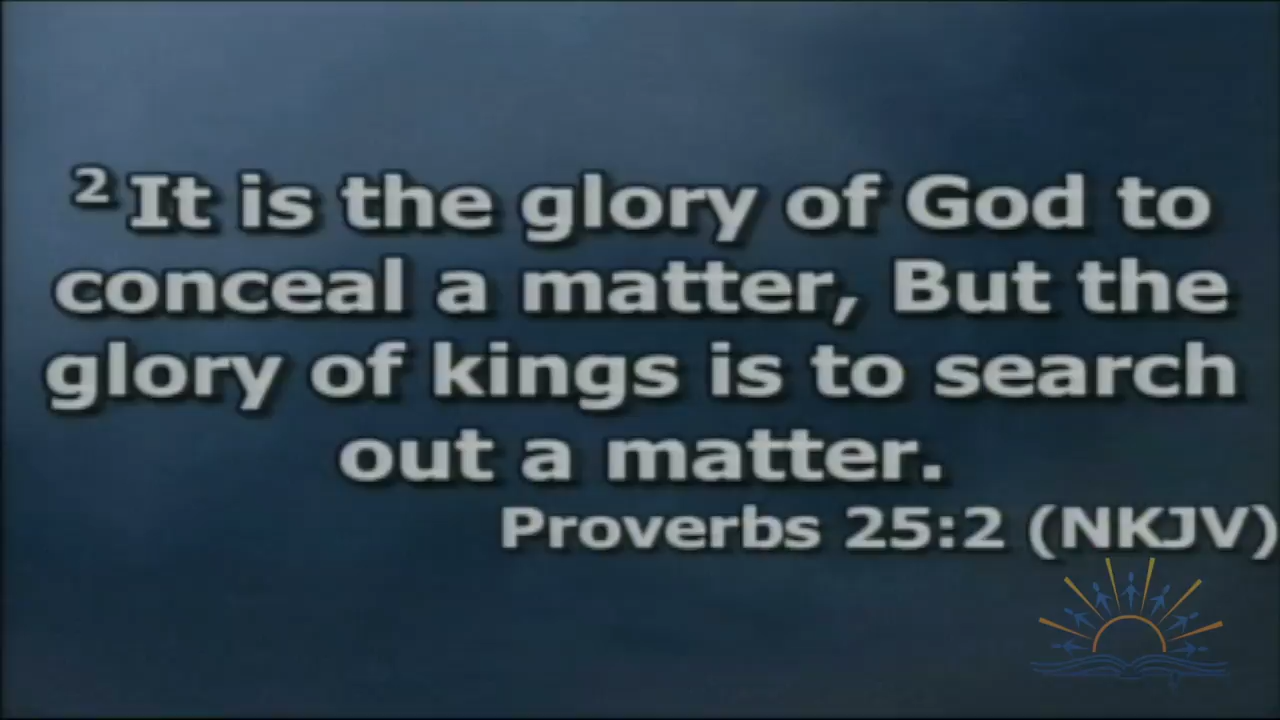 ² It is the glory of God to
conceal a matter, But the
glory of kings is to search
out a matter.
Proverbs 25:2 (NKJV)